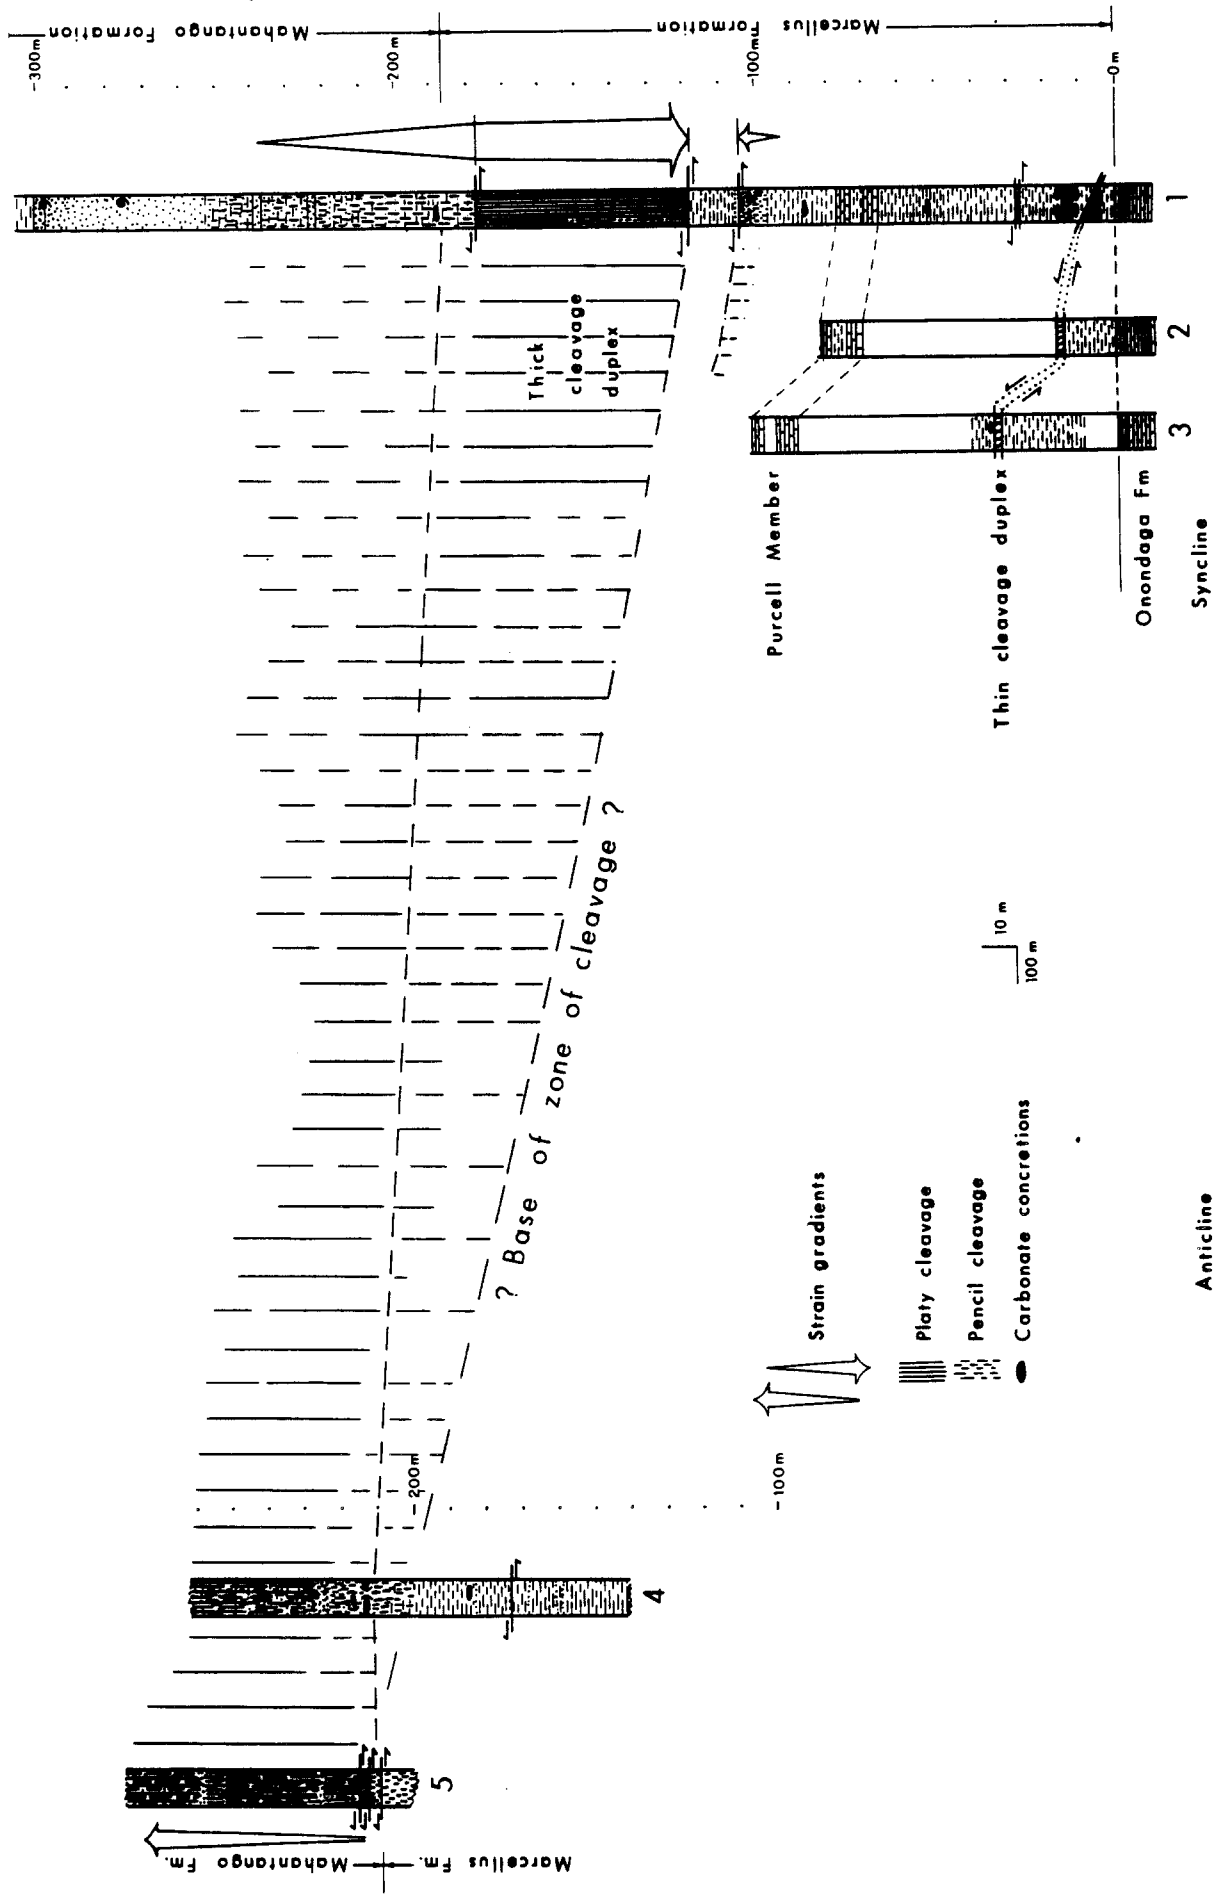 Mahantango Formation
Marcellus Formation
-300m
-200m
-100m
-0m
1
2
3
Thick
cleavage
duplex
Purcell Member
Thin cleavage duplex
Onondaga Fm
Syncline
? Base of zone of cleavage ?
10 m
100 m
Strain gradients
Platy cleavage
Pencil cleavage
Carbonate concretions
Anticline
-200m
-100m
4
5
Mahantango Fm.
Marcellus Fm.